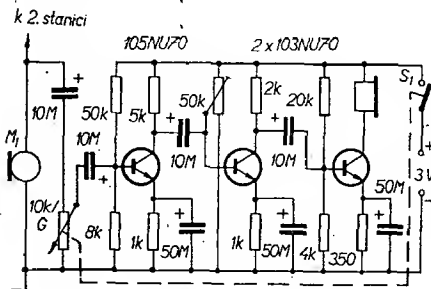 k 2. stanici
105NU70
2 x 103NU70
10M
50k
5k
50k
2k
20k
S1
M1
10M
10M
10M
+
3V
-
10k/G
8k
1k
50M
1k
50M
4k
350
50M